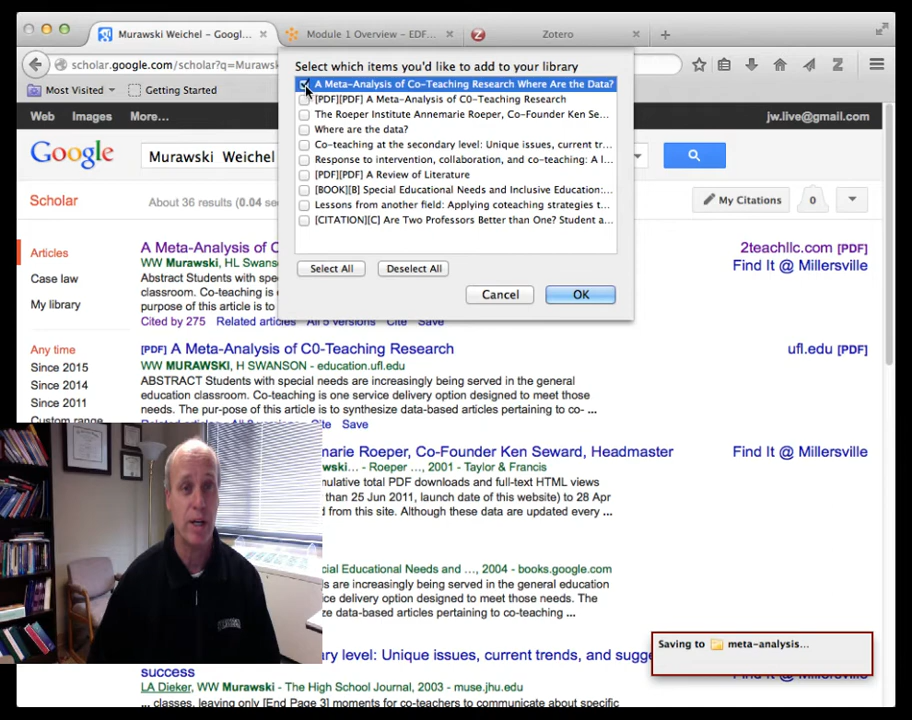 Murawski Weichel – Googl...
Module 1 Overview – EDF...
Zotero
scholar.google.com/scholar?q=Muraws
Most Visited
Getting Started
Select which items you'd like to add to your library
A Meta-Analysis of Co-Teaching Research Where Are the Data?
[PDF][PDF] A Meta-Analysis of C0-Teaching Research
The Roeper Institute Annemarie Roeper, Co-Founder Ken Se...
Where are the data?
Co-teaching at the secondary level: Unique issues, current tr...
Response to intervention, collaboration, and co-teaching: A l...
[PDF][PDF] A Review of Literature
[BOOK][B] Special Educational Needs and Inclusive Education:...
Lessons from another field: Applying coteaching strategies t...
[CITATION][C] Are Two Professors Better than One? Student a...
Select All
Deselect All
Cancel
OK
Web Images More...
jw.live@gmail.com
Google
Murawski Weichel
Scholar
About 36 results (0.04 se
My Citations
0
Articles
Case law
My library
Any time
Since 2015
Since 2014
Since 2011
Custom range
A Meta-Analysis of C
WW Murawski, HL Swans
Abstract Students with spec
classroom. Co-teaching is
purpose of this article is to
Cited by 275 Related articles All 5 versions Cite Save
2teachllc.com [PDF]
Find It @ Millersville
[PDF] A Meta-Analysis of C0-Teaching Research
WW MURAWSKI, H SWANSON - education.ufl.edu
ABSTRACT Students with special needs are increasingly being served in the general
education classroom. Co-teaching is one service delivery option designed to meet those
needs. The pur-pose of this article is to synthesize data-based articles pertaining to co- ...
Cite Save
ufl.edu [PDF]
marie Roeper, Co-Founder Ken Seward, Headmaster
wski... - Roeper ..., 2001 - Taylor & Francis
mulative total PDF downloads and full-text HTML views
than 25 Jun 2011, launch date of this website) to 28 Apr
from this site. Although these data are updated every ...
Find It @ Millersville
cial Educational Needs and ..., 2004 - books.google.com
s are increasingly being served in the general education
ice delivery option designed to meet those needs. The
ze data-based articles pertaining to co-teaching ...
ary level: Unique issues, current trends, and sugge
success
LA Dieker, WW Murawski - The High School Journal, 2003 - muse.jhu.edu
... classes, leaving only [End Page 3] moments for co-teachers to communicate about specific
Saving to meta-analysis...